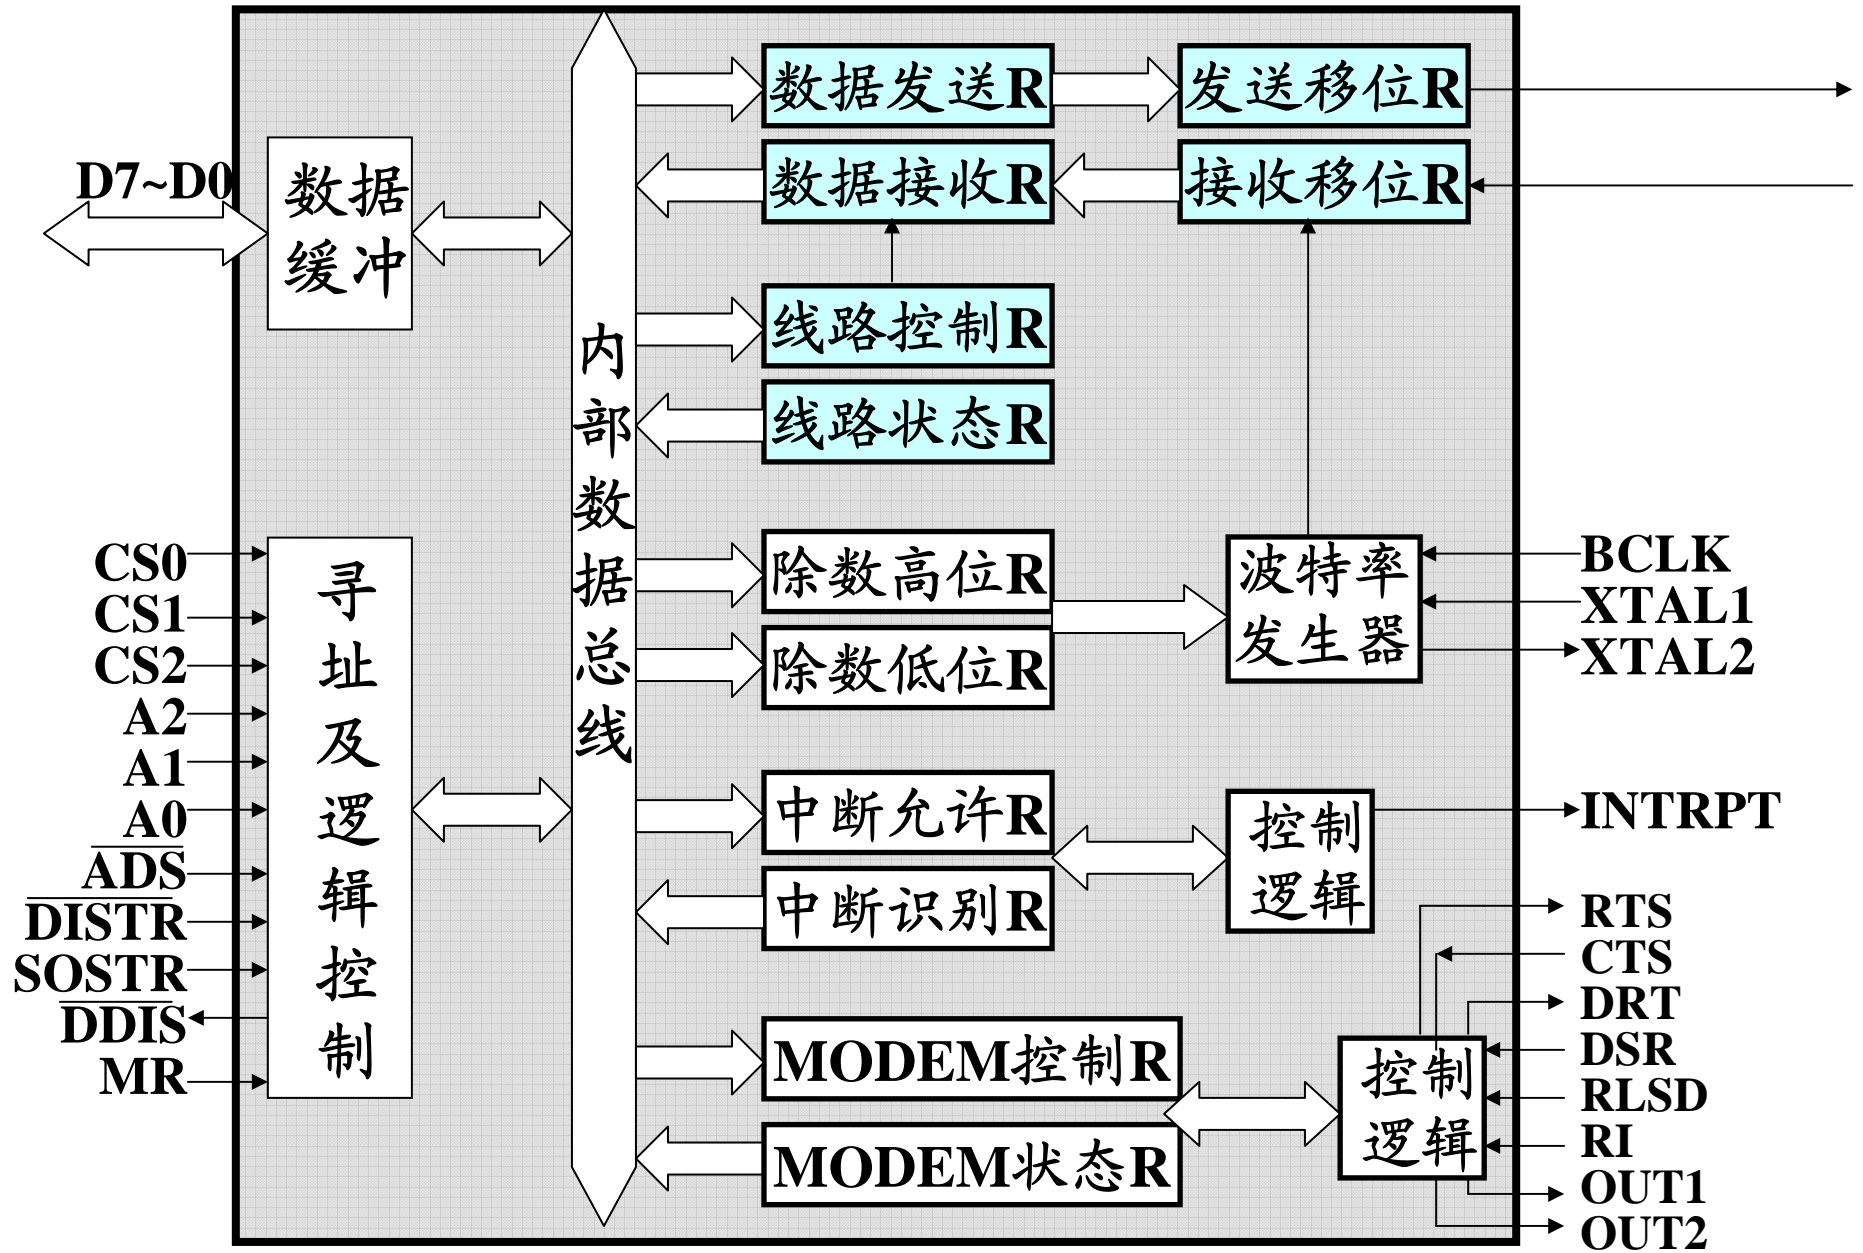 D7~D0
数据
缓冲
CS0
CS1
CS2
A2
A1
A0
ADS
DISTR
SOSTR
DDIS
MR
寻
址
及
逻
辑
控
制
内
部
数
据
总
线
数据发送R
发送移位R
数据接收R
接收移位R
线路控制R
线路状态R
除数高位R
除数低位R
波特率
发生器
BCLK
XTAL1
XTAL2
中断允许R
中断识别R
控制
逻辑
INTRPT
MODEM控制R
MODEM状态R
控制
逻辑
RTS
CTS
DRT
DSR
RLSD
RI
OUT1
OUT2